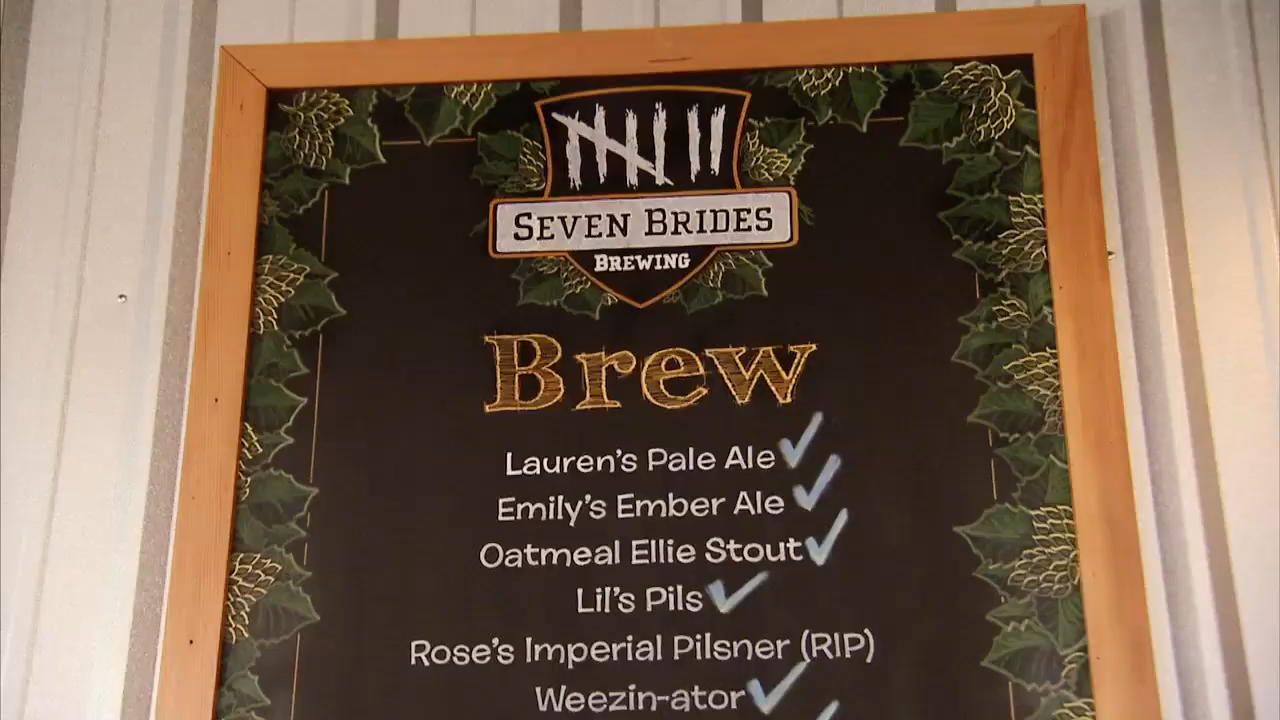 SEVEN BRIDES
BREWING
Brew
Lauren's Pale Ale
Emily's Ember Ale
Oatmeal Ellie Stout
Lil's Pils
Rose's Imperial Pilsner (RIP)
Weezin-ator